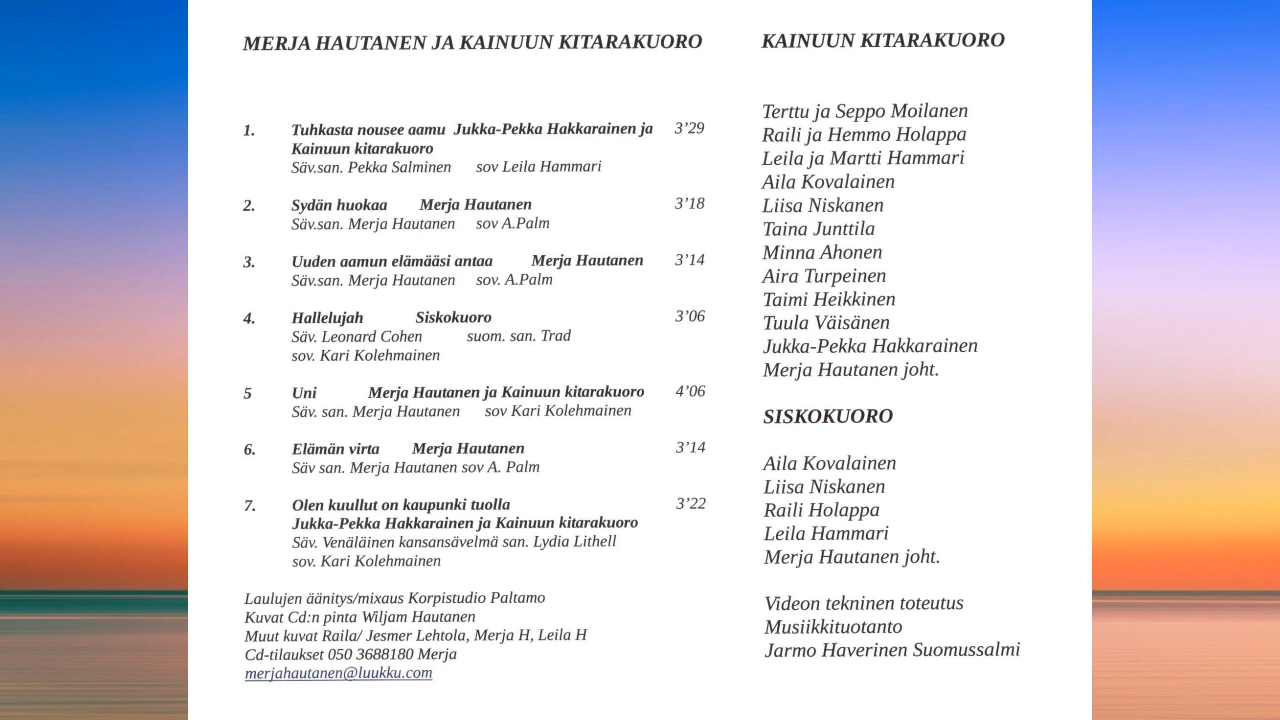 MERJA HAUTANEN JA KAINUUN KITARAKUORO
1. Tuhkasta nousee aamu Jukka-Pekka Hakkarainen ja 3’29
Kainuun kitarakuoro
Säv.san. Pekka Salminen sov Leila Hammari
2. Sydän huokaa Merja Hautanen 3’18
Säv.san. Merja Hautanen sov A.Palm
3. Uuden aamun elämääsi antaa Merja Hautanen 3’14
Säv.san. Merja Hautanen sov. A.Palm
4. Hallelujah Siskokuoro 3’06
Säv. Leonard Cohen suom. san. Trad
sov. Kari Kolehmainen
5 Uni Merja Hautanen ja Kainuun kitarakuoro 4’06
Säv. san. Merja Hautanen sov Kari Kolehmainen
6. Elämän virta Merja Hautanen 3’14
Säv san. Merja Hautanen sov A. Palm
7. Olen kuullut on kaupunki tuolla 3’22
Jukka-Pekka Hakkarainen ja Kainuun kitarakuoro
Säv. Venäläinen kansansävelmä san. Lydia Lithell
sov. Kari Kolehmainen
Laulujen äänitys/mixaus Korpistudio Paltamo
Kuvat Cd:n pinta Wiljam Hautanen
Muut kuvat Raila/ Jesmer Lehtola, Merja H, Leila H
Cd-tilaukset 050 3688180 Merja
merjahautanen@luukku.com
KAINUUN KITARAKUORO
Terttu ja Seppo Moilanen
Raili ja Hemmo Holappa
Leila ja Martti Hammari
Aila Kovalainen
Liisa Niskanen
Taina Junttila
Minna Ahonen
Aira Turpeinen
Taimi Heikkinen
Tuula Väisänen
Jukka-Pekka Hakkarainen
Merja Hautanen joht.
SISKOKUORO
Aila Kovalainen
Liisa Niskanen
Raili Holappa
Leila Hammari
Merja Hautanen joht.
Videon tekninen toteutus
Musiikkituotanto
Jarmo Haverinen Suomussalmi